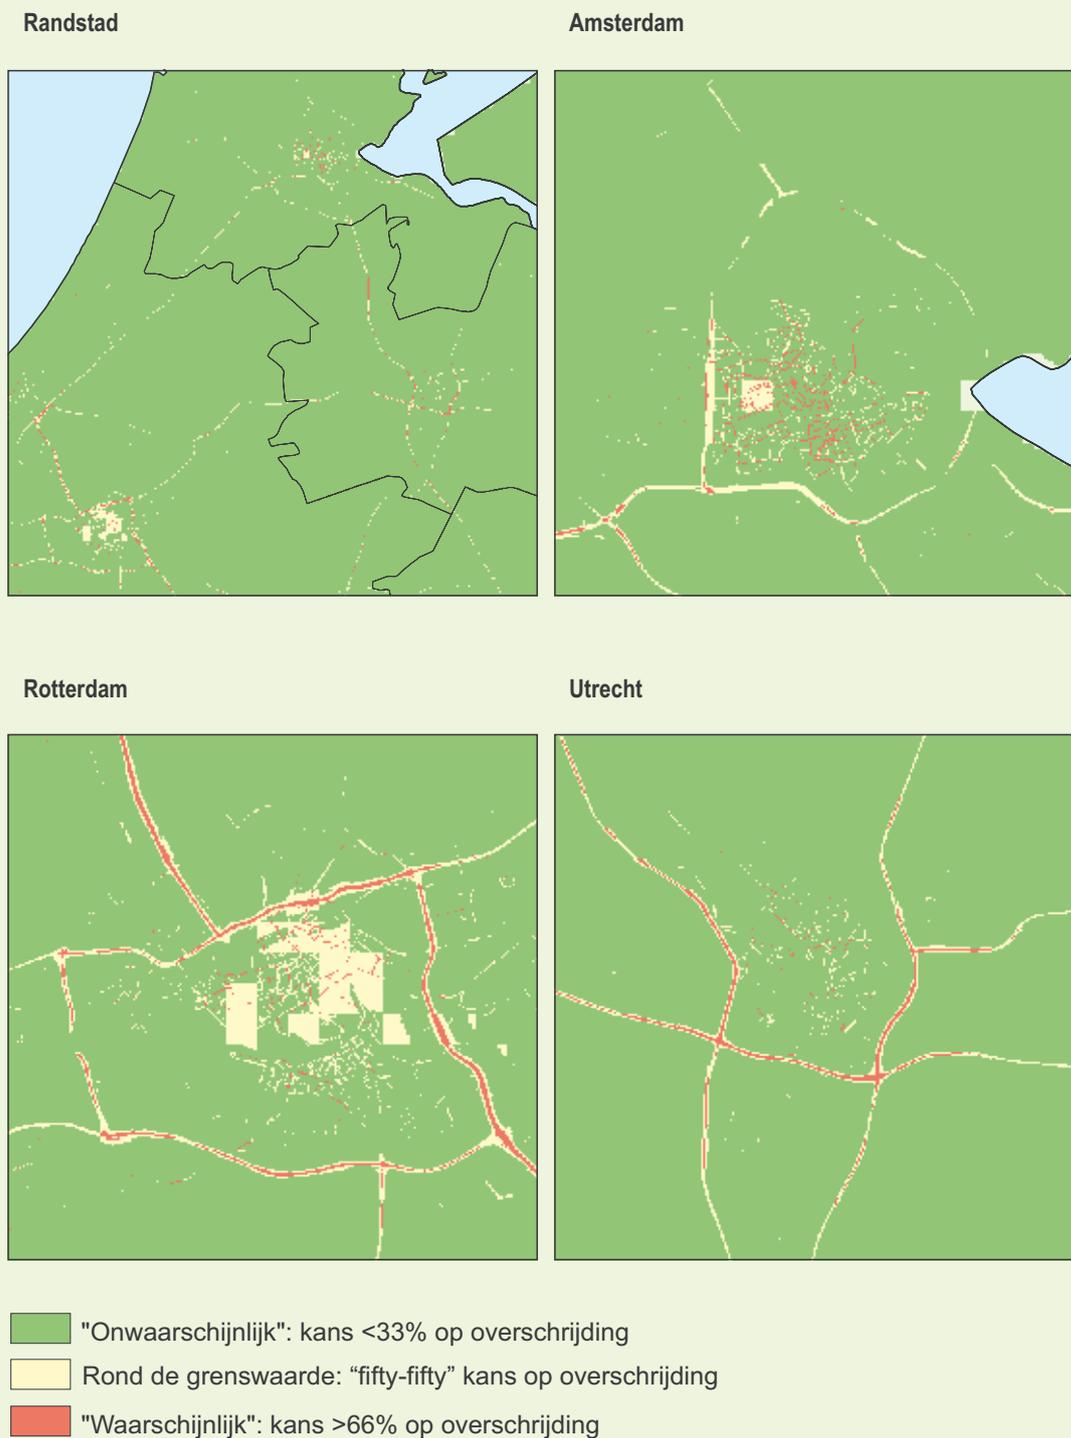 Randstad
Amsterdam
Rotterdam
Utrecht
"Onwaarschijnlijk": kans <33% op overschrijding
Rond de grenswaarde: “fifty-fifty” kans op overschrijding
"Waarschijnlijk": kans >66% op overschrijding